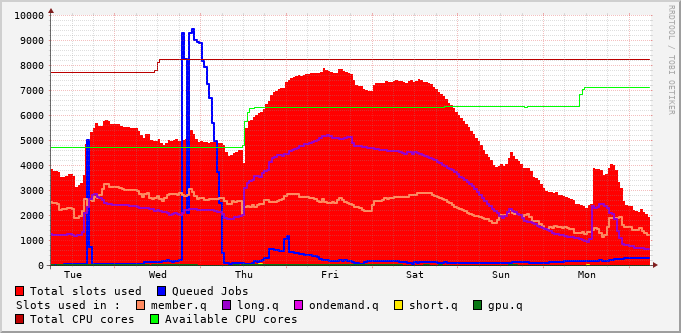 10000
9000
8000
7000
6000
5000
4000
3000
2000
1000
0
Tue Wed Thu Fri Sat Sun Mon
RRDTOOL / TOBI OETIKER
Total slots used Queued Jobs
Slots used in : member.q long.q ondemand.q short.q gpu.q
Total CPU cores Available CPU cores